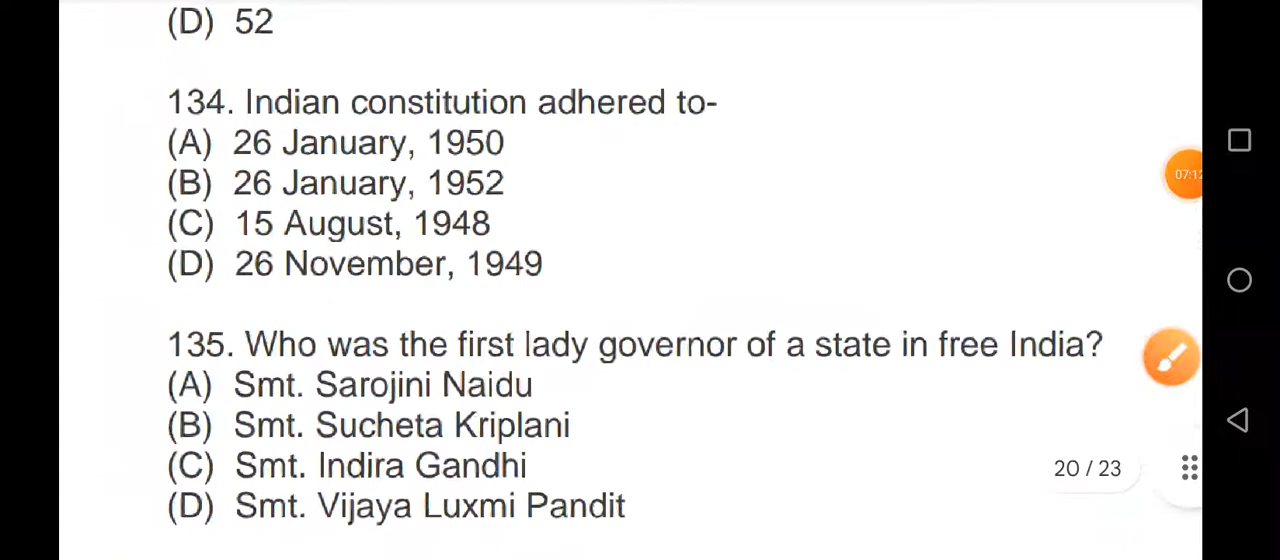 (D) 52
134. Indian constitution adhered to-
(A) 26 January, 1950
(B) 26 January, 1952
(C) 15 August, 1948
(D) 26 November, 1949
135. Who was the first lady governor of a state in free India?
(A) Smt. Sarojini Naidu
(B) Smt. Sucheta Kriplani
(C) Smt. Indira Gandhi
(D) Smt. Vijaya Luxmi Pandit
07:12
20 / 23